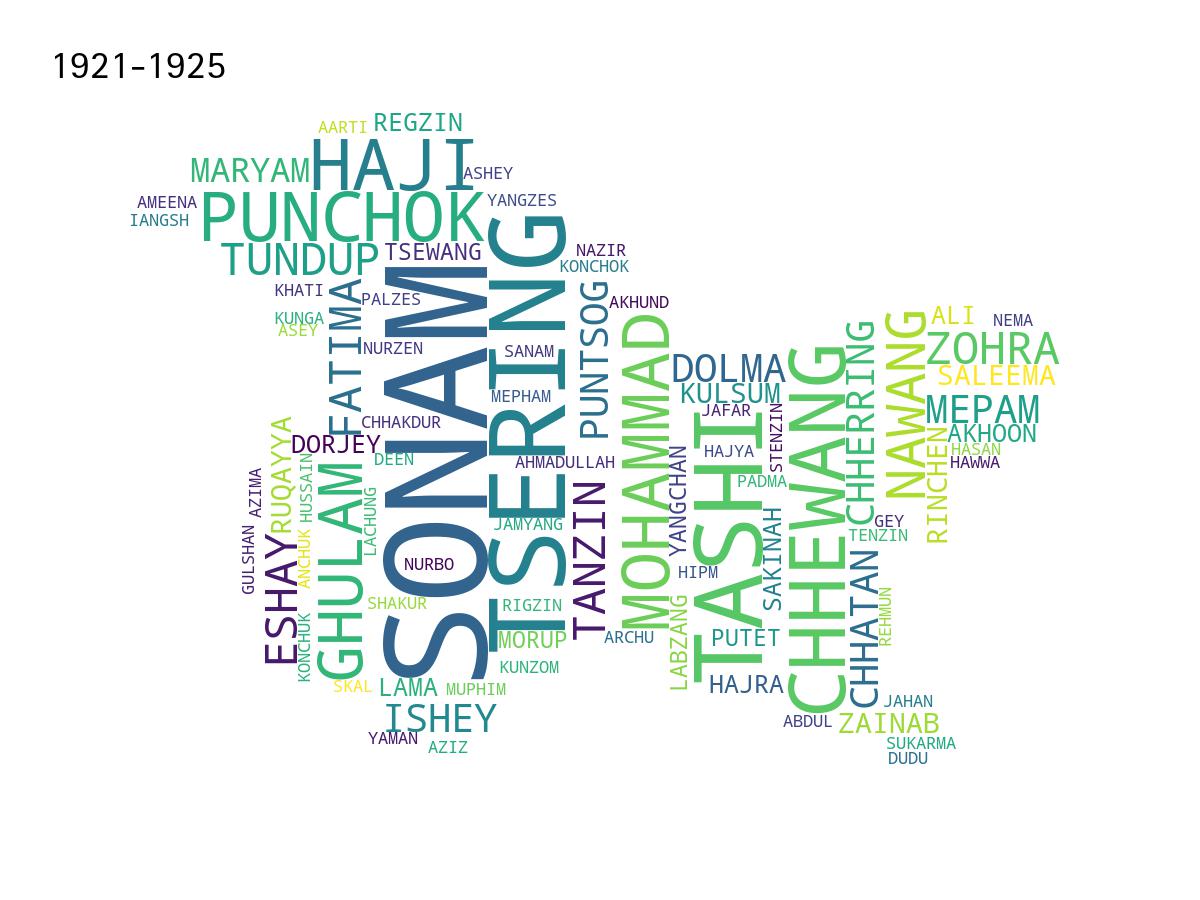 1921-1925
AARTI
REGZIN
HAJI
MARYAM
ASHEY
AMEENA
PUNCHOK
YANGZES
IANGSH
TUNDUP
TSEWANG
TSERING
NAZIR
KONCHOK
KHATI
FATIMA
PALZES
SONAM
PUNTSOG
AKHUND
KUNGA
ASEY
NURZEN
SANAM
MEPHAM
MOHAMMAD
DOLMA
KULSUM
JAFAR
CHHEWANG
CHHERRING
NAWANG
ALI
NEMA
ZOHRA
SALEEMA
MEPAM
AKHOON
HASAN
HAWWA
RINCHEN
CHHAKDUR
DORJEY
DEEN
RUQAYYA
HUSSAIN
AZIMA
GHULAM
LACHUNG
AHMADULLAH
TANZIN
YANGCHAN
TASHI
HAJYA
STENZIN
PADMA
GULSHAN
ESHAY
ANCHUK
JAMYANG
NURBO
HIPM
SAKINAH
GEY
TENZIN
CHHATAN
REHMUN
KONCHUK
SHAKUR
RIGZIN
MORUP
ARCHU
LABZANG
PUTET
KUNZOM
SKAL
LAMA
MUPHIM
HAJRA
JAHAN
ISHEY
ABDUL
ZAINAB
YAMAN
AZIZ
SUKARMA
DUDU